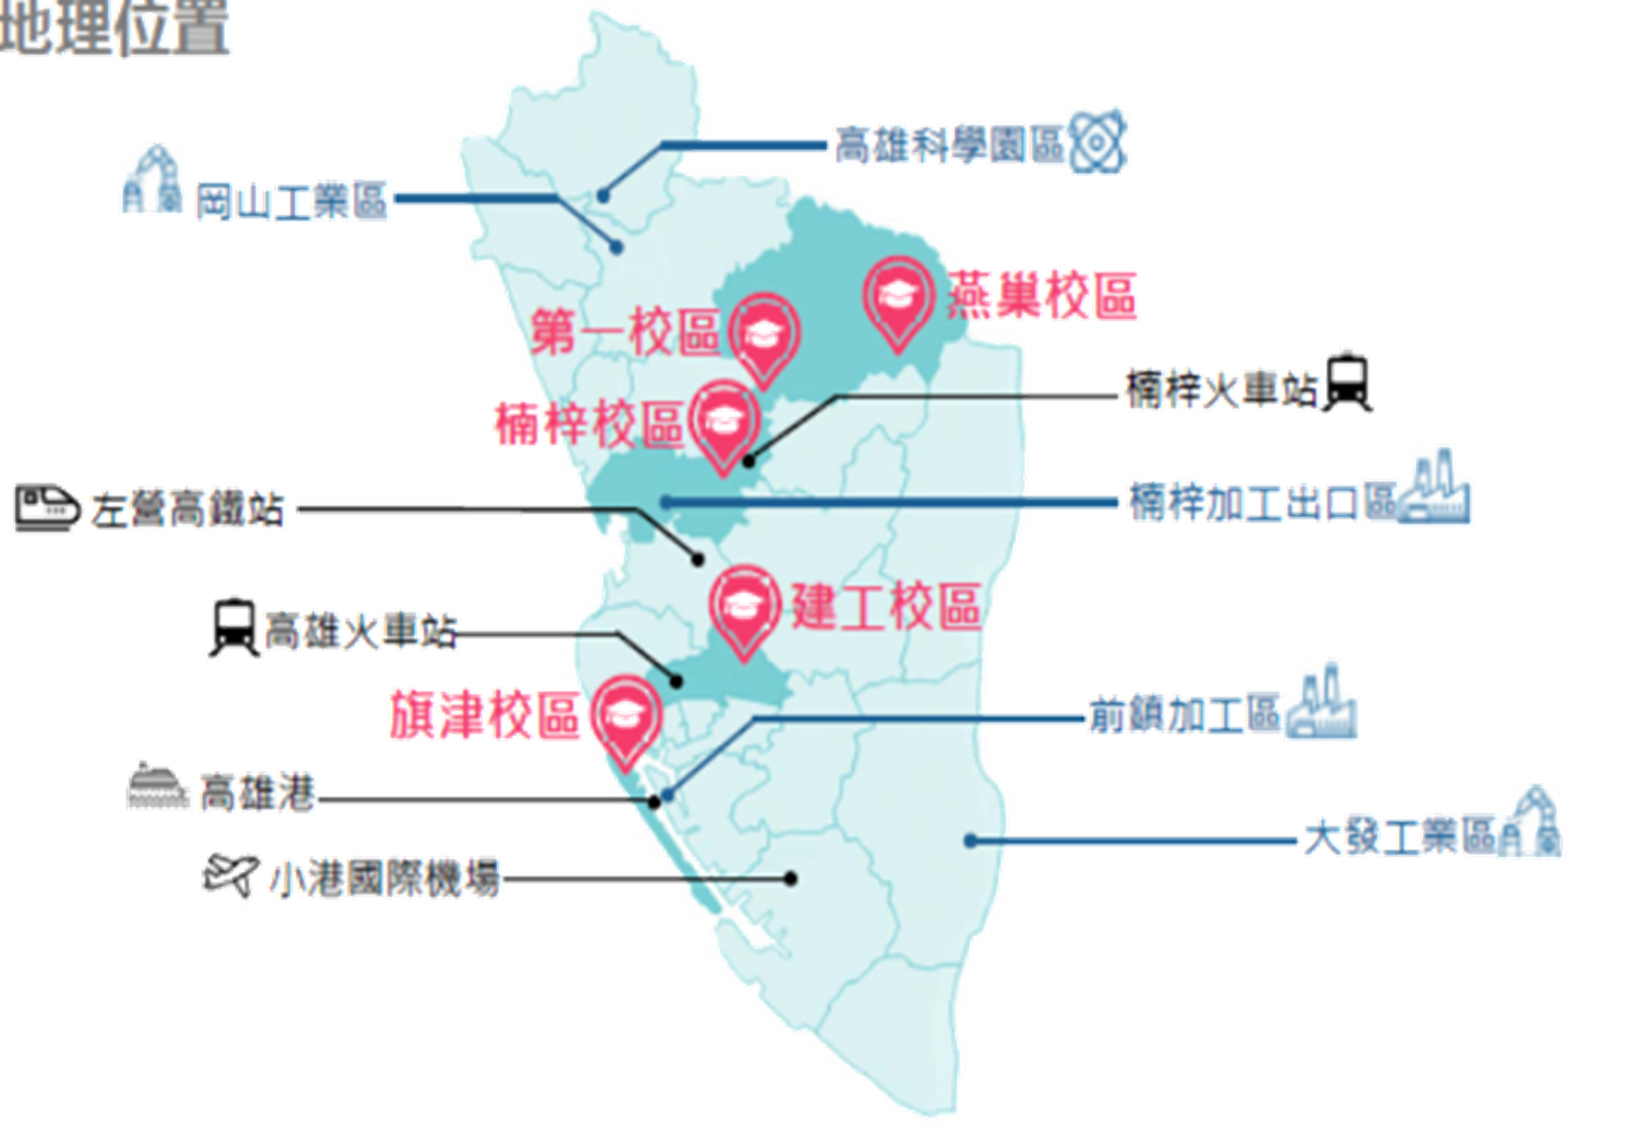 地理位置
高雄科學園區
岡山工業區
燕巢校區
第一校區
楠梓火車站
楠梓校區
楠梓加工出口區
左營高鐵站
建工校區
高雄火車站
旗津校區
前鎮加工區
高雄港
大發工業區
小港國際機場